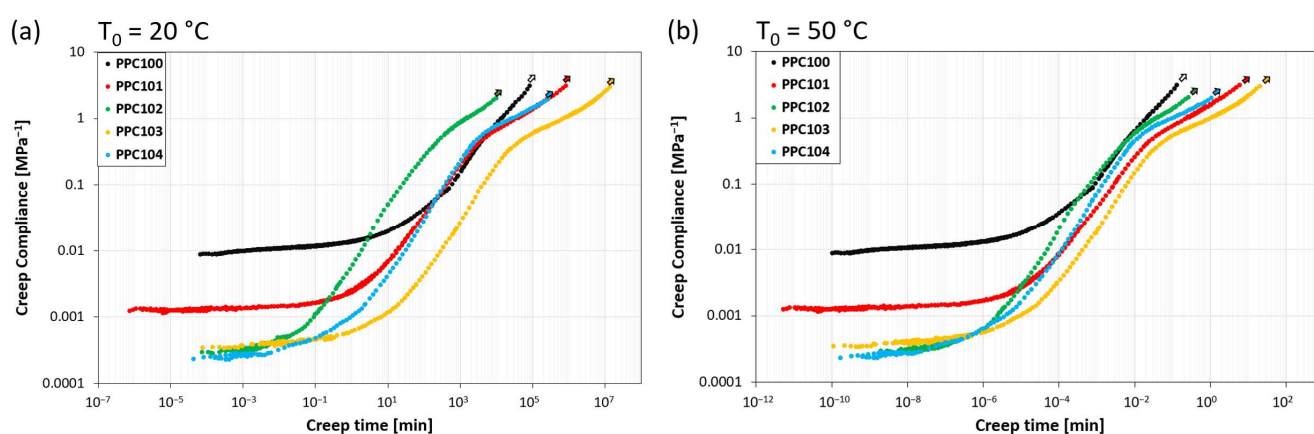 (a) T₀ = 20 °C
10
1
0.1
0.01
0.001
0.0001
Creep Compliance [MPa⁻¹]
PPC100
PPC101
PPC102
PPC103
PPC104
10⁻⁷ 10⁻⁵ 10⁻³ 10⁻¹ 10¹ 10³ 10⁵ 10⁷
Creep time [min]
(b) T₀ = 50 °C
10
1
0.1
0.01
0.001
0.0001
Creep Compliance [MPa⁻¹]
PPC100
PPC101
PPC102
PPC103
PPC104
10⁻¹² 10⁻¹⁰ 10⁻⁸ 10⁻⁶ 10⁻⁴ 10⁻² 10⁰ 10²
Creep time [min]